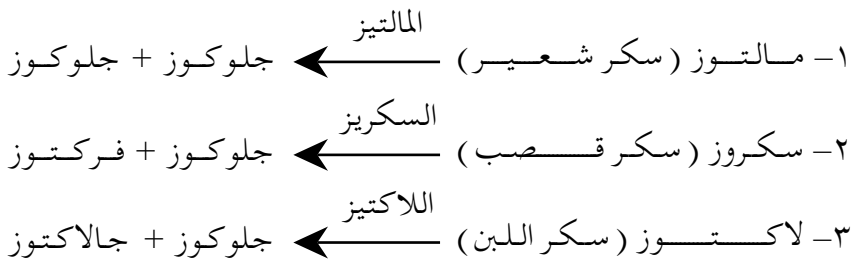 المالتيز
١- مالتوز (سكر شعير) ← جلوكوز + جلوكوز
السكريز
٢- سكروز (سكر قصب) ← جلوكوز + فركتوز
اللاكتيز
٣- لاكتوز (سكر اللبن) ← جلوكوز + جالاكتوز